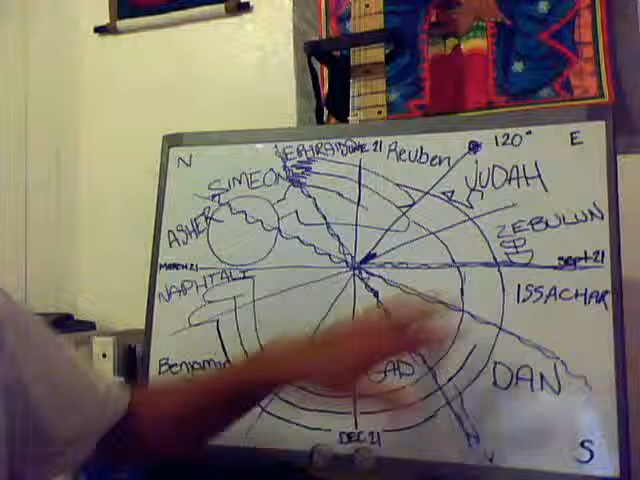 N
EPHRAIM
JUNE 21
Reuben
120°
E
SIMEON
JUDAH
ASHER
ZEBULUN
MARCH 21
Sept 21
NAPHTALI
ISSACHAR
Benjamin
GAD
DAN
DEC 21
S